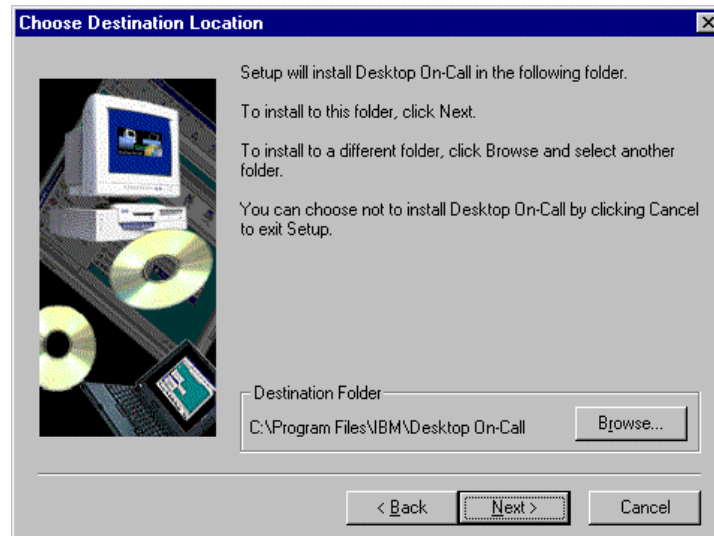 Choose Destination Location
Setup will install Desktop On-Call in the following folder.
To install to this folder, click Next.
To install to a different folder, click Browse and select another
folder.
You can choose not to install Desktop On-Call by clicking Cancel
to exit Setup.
Destination Folder
C:\Program Files\IBM\Desktop On-Call
Browse...
< Back
Next >
Cancel